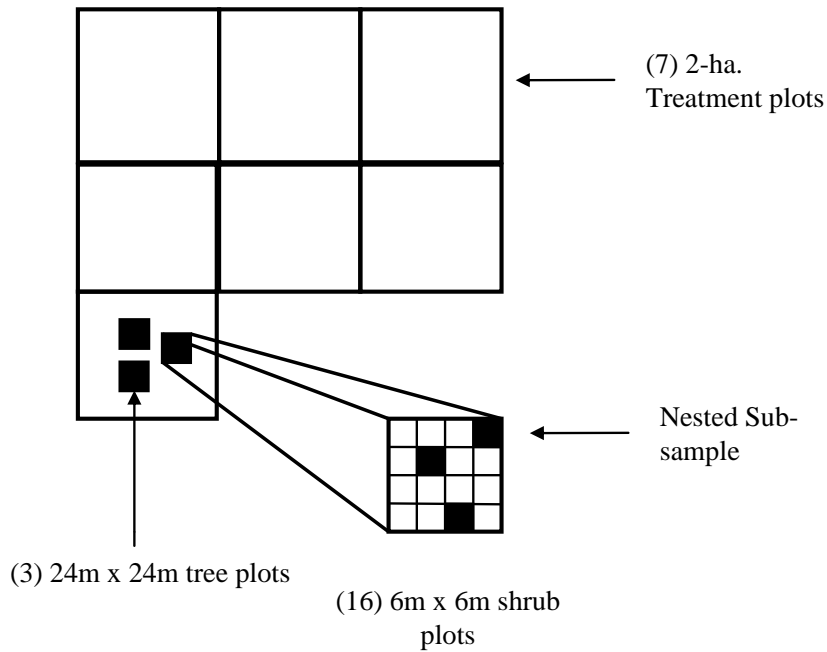 (7) 2-ha.
Treatment plots
Nested Sub-
sample
(3) 24m x 24m tree plots
(16) 6m x 6m shrub
plots